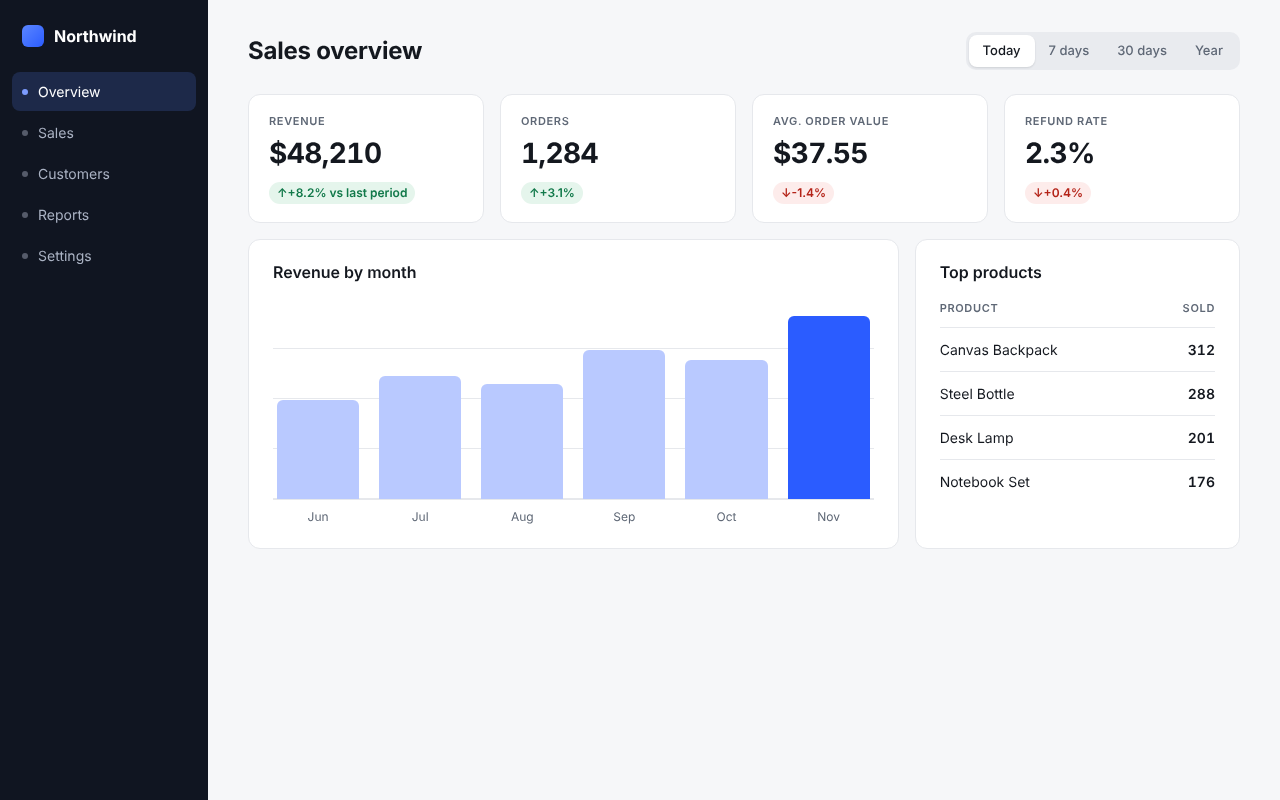 Northwind
Overview
Sales
Customers
Reports
Settings
Sales overview
Today 7 days 30 days Year
REVENUE
$48,210
↑+8.2% vs last period
ORDERS
1,284
↑+3.1%
AVG. ORDER VALUE
$37.55
↓-1.4%
REFUND RATE
2.3%
↓+0.4%
Revenue by month
Jun Jul Aug Sep Oct Nov
Top products
PRODUCT SOLD
Canvas Backpack 312
Steel Bottle 288
Desk Lamp 201
Notebook Set 176